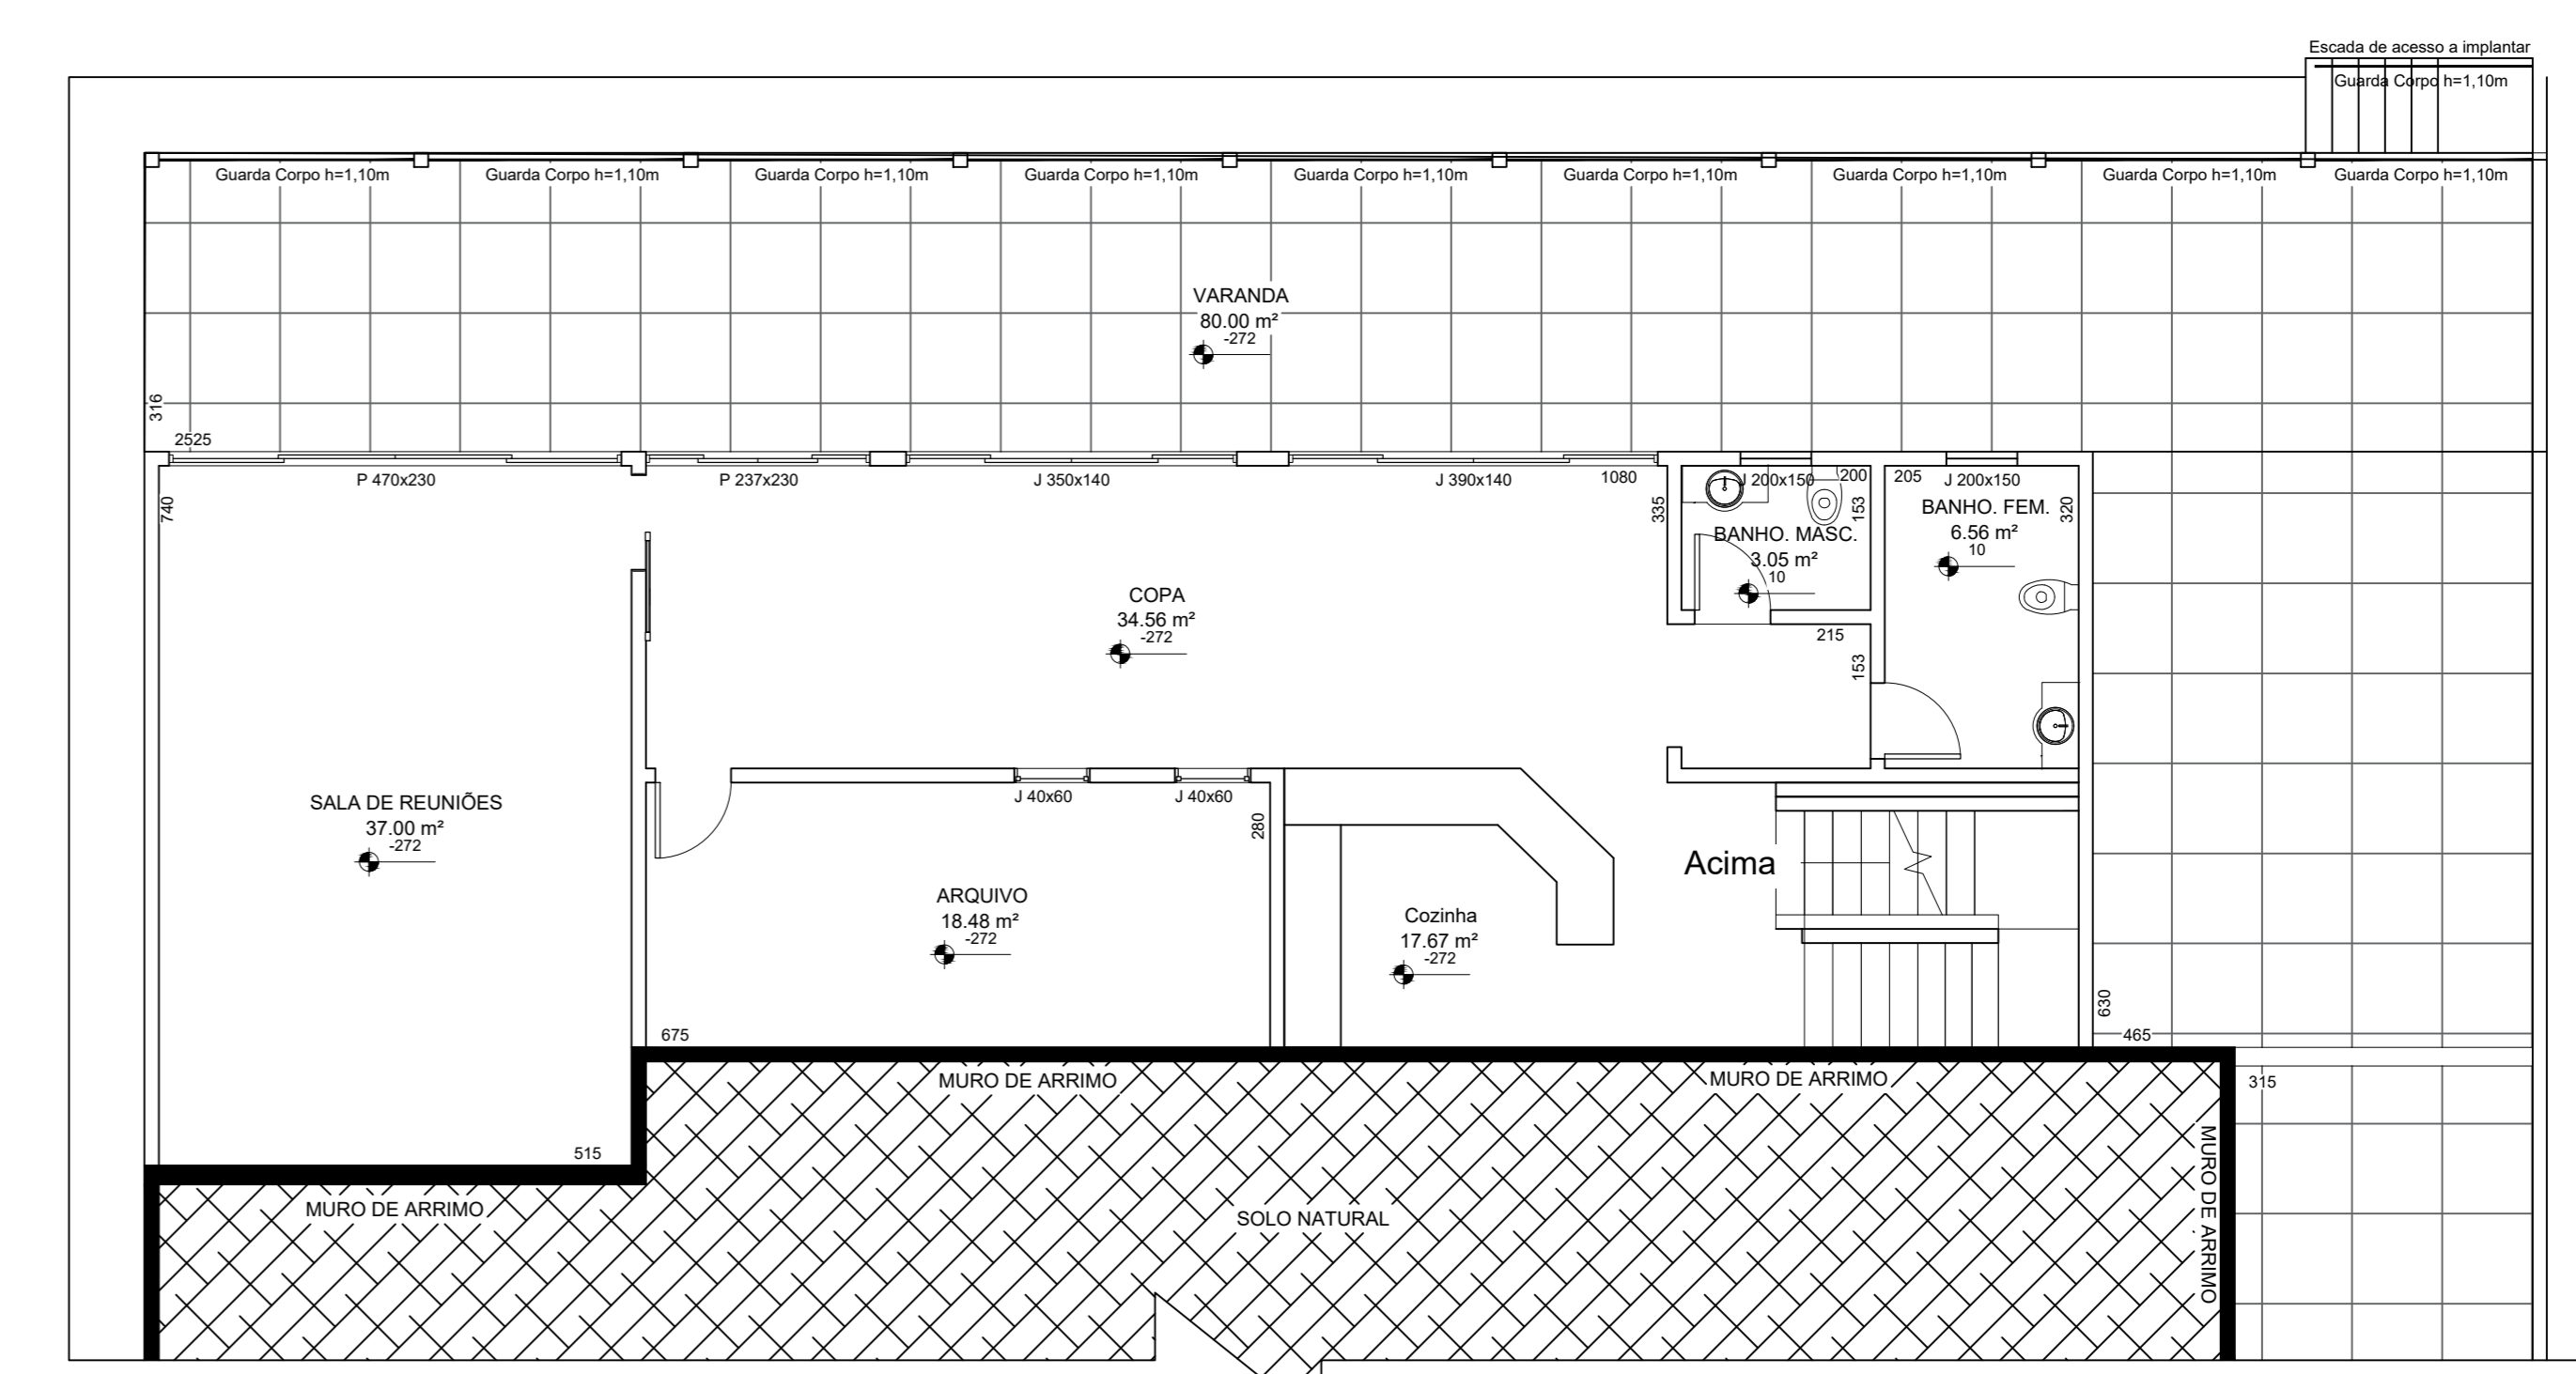 Escada de acesso a implantar
Guarda Corpo h=1,10m
Guarda Corpo h=1,10m
Guarda Corpo h=1,10m
Guarda Corpo h=1,10m
Guarda Corpo h=1,10m
Guarda Corpo h=1,10m
Guarda Corpo h=1,10m
Guarda Corpo h=1,10m
Guarda Corpo h=1,10m
Guarda Corpo h=1,10m
VARANDA
80.00 m²
-272
316
2525
P 470x230
P 237x230
J 350x140
J 390x140
1080
J 200x150
200
205
J 200x150
740
335
153
320
BANHO. MASC.
3.05 m²
10
BANHO. FEM.
6.56 m²
10
COPA
34.56 m²
-272
215
153
SALA DE REUNIÕES
37.00 m²
-272
J 40x60
J 40x60
280
Acima
ARQUIVO
18.48 m²
-272
Cozinha
17.67 m²
-272
675
630
465
MURO DE ARRIMO
MURO DE ARRIMO
315
515
MURO DE ARRIMO
SOLO NATURAL
MURO DE ARRIMO